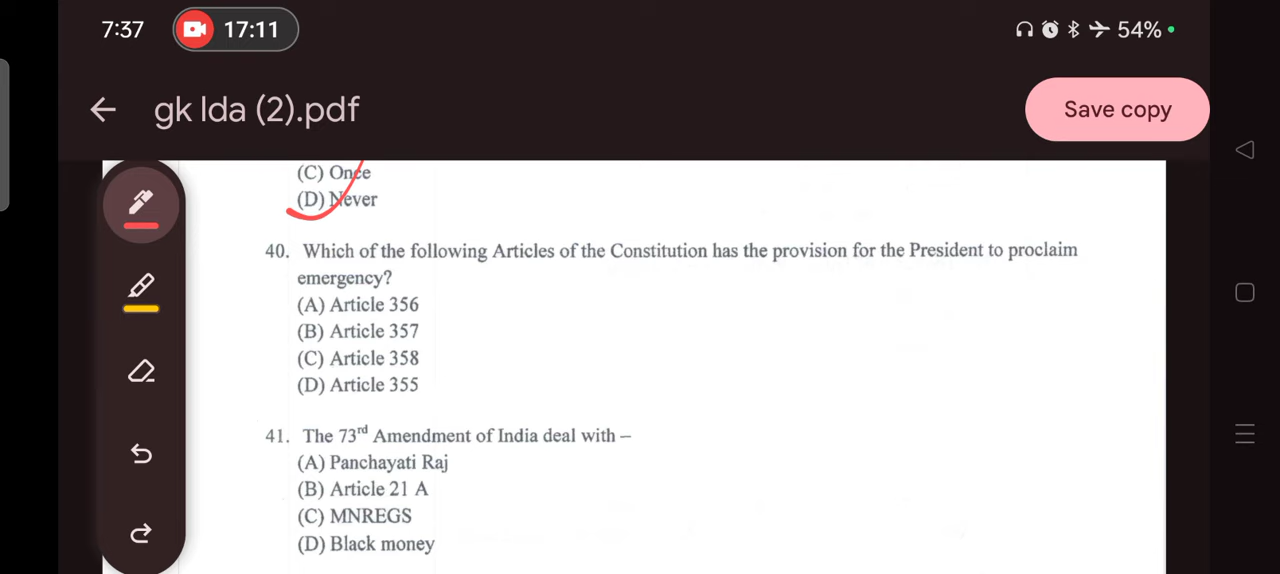 7:37 17:11 54%
gk lda (2).pdf Save copy
(C) Once
(D) Never
40. Which of the following Articles of the Constitution has the provision for the President to proclaim
emergency?
(A) Article 356
(B) Article 357
(C) Article 358
(D) Article 355
41. The 73rd Amendment of India deal with –
(A) Panchayati Raj
(B) Article 21 A
(C) MNREGS
(D) Black money